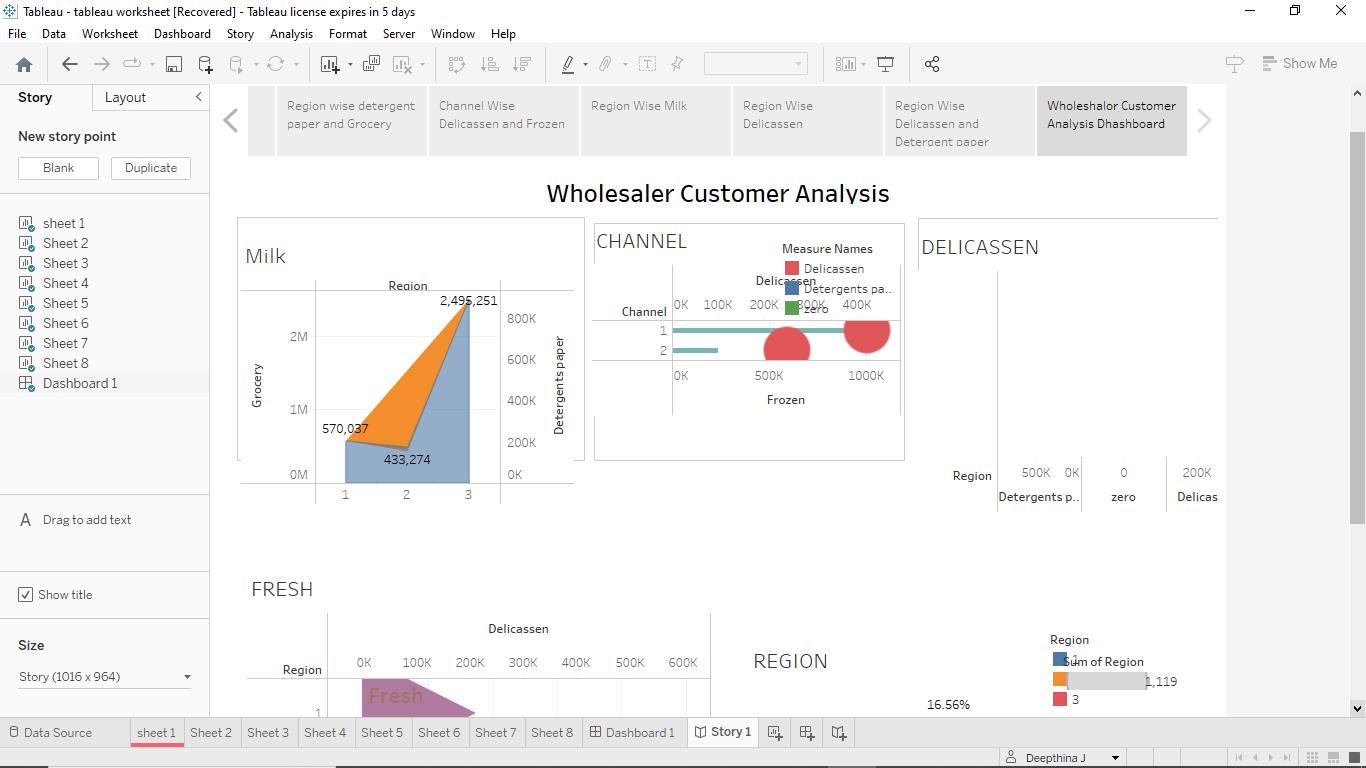 Tableau - tableau worksheet [Recovered] - Tableau license expires in 5 days
File Data Worksheet Dashboard Story Analysis Format Server Window Help
Show Me
Story Layout
New story point
Blank Duplicate
sheet 1
Sheet 2
Sheet 3
Sheet 4
Sheet 5
Sheet 6
Sheet 7
Sheet 8
Dashboard 1
A Drag to add text
Show title
Size
Story (1016 x 964)
Region wise detergent
paper and Grocery
Channel Wise
Delicassen and Frozen
Region Wise Milk
Region Wise
Delicassen
Region Wise
Delicassen and
Detergent paper
Wholeshalor Customer
Analysis Dhashboard
Wholesaler Customer Analysis
Milk
Region
2,495,251
570,037
433,274
Grocery
2M
1M
0M
800K
600K
400K
200K
0K
Detergents paper
1 2 3
CHANNEL
Measure Names
Delicassen
Detergents pa..
zero
Delicassen
Channel
0K 100K 200K 300K 400K
1
2
0K 500K 1000K
Frozen
DELICASSEN
Region
500K 0K 0 200K
Detergents p.. zero Delicas
FRESH
Delicassen
Region
0K 100K 200K 300K 400K 500K 600K
Fresh
1
REGION
16.56%
Region
1
Sum of Region
1,119
3
Data Source sheet 1 Sheet 2 Sheet 3 Sheet 4 Sheet 5 Sheet 6 Sheet 7 Sheet 8 Dashboard 1 Story 1
Deepthina J